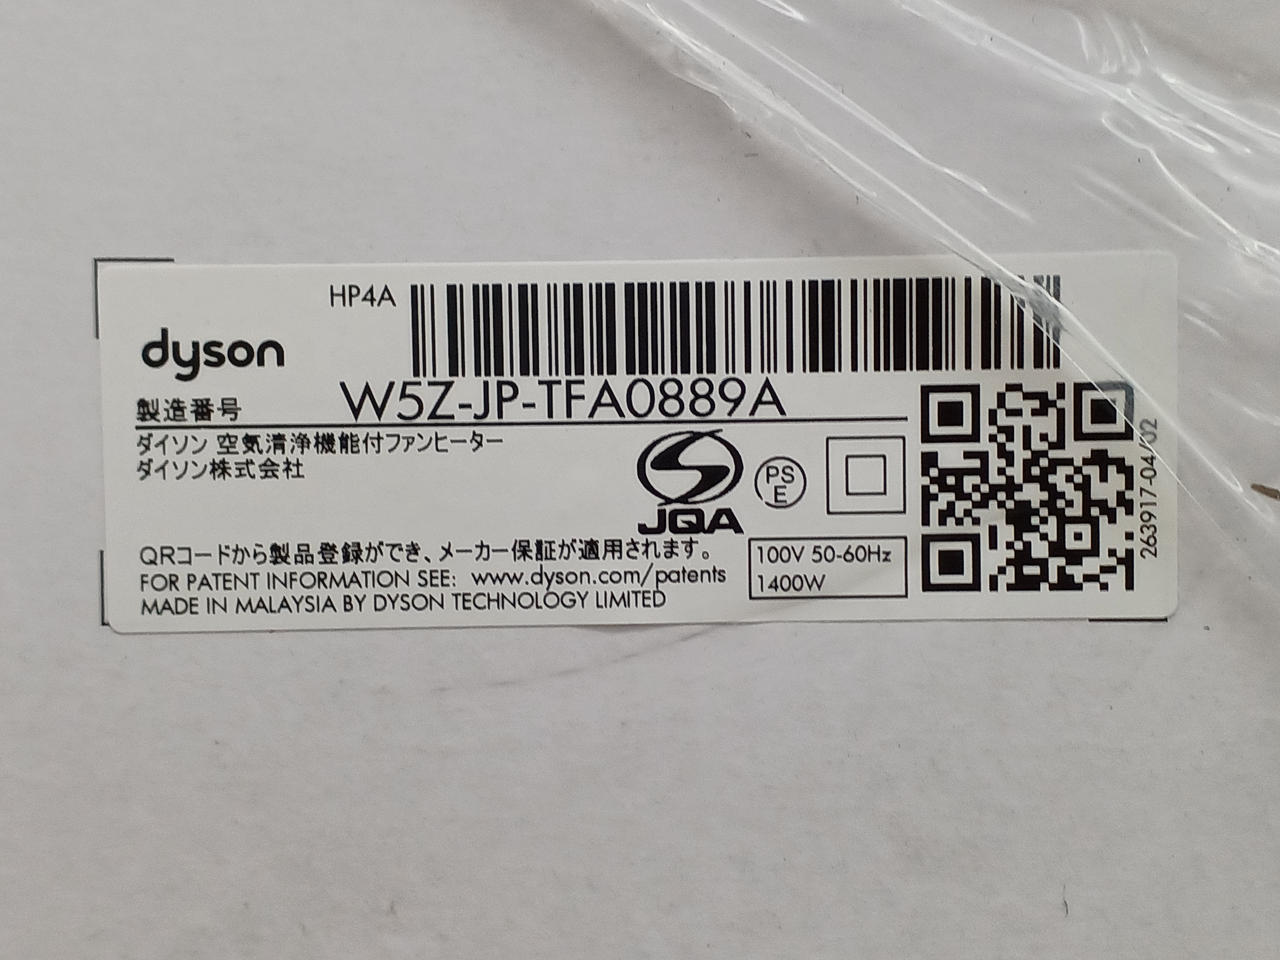 HP4A
dyson
製造番号 W5Z-JP-TFA0889A
ダイソン 空気清浄機能付ファンヒーター
ダイソン株式会社
JQA
PS
E
QRコードから製品登録ができ、メーカー保証が適用されます。
FOR PATENT INFORMATION SEE: www.dyson.com/patents
MADE IN MALAYSIA BY DYSON TECHNOLOGY LIMITED
100V 50-60Hz
1400W
263917-04/02